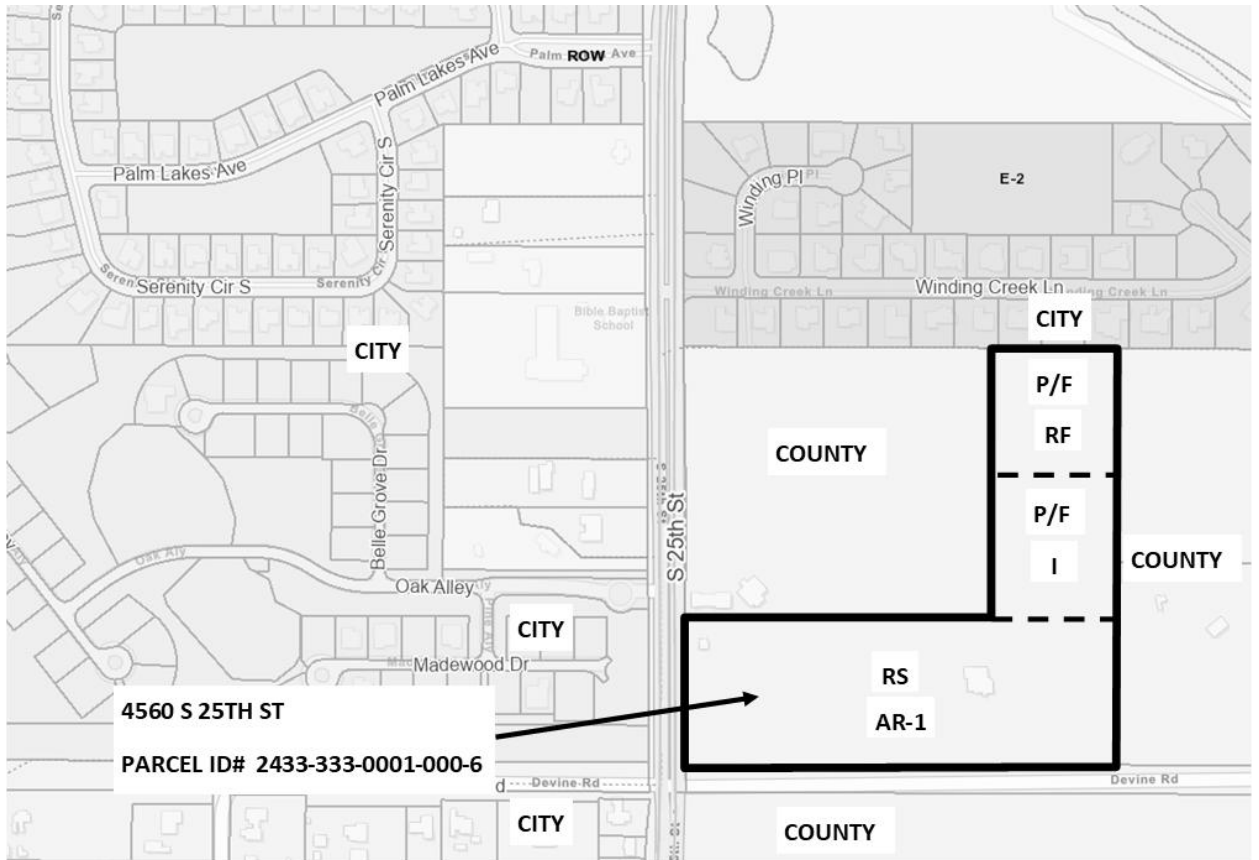 Palm Lakes Ave
Palm Lakes Ave
ROW
Palm Lakes Ave
Serenity Cir S
Serenity Cir S
Serenity Cir S
Winding Pl
E-2
Winding Creek Ln
Winding Creek Ln
CITY
Bible Baptist
School
CITY
P/F
RF
COUNTY
P/F
I
COUNTY
Belle Grove Dr
S 25th St
Oak Aly
Oak Alley
CITY
Madewood Dr
RS
AR-1
4560 S 25TH ST
PARCEL ID# 2433-333-0001-000-6
Devine Rd
Devine Rd
CITY
COUNTY